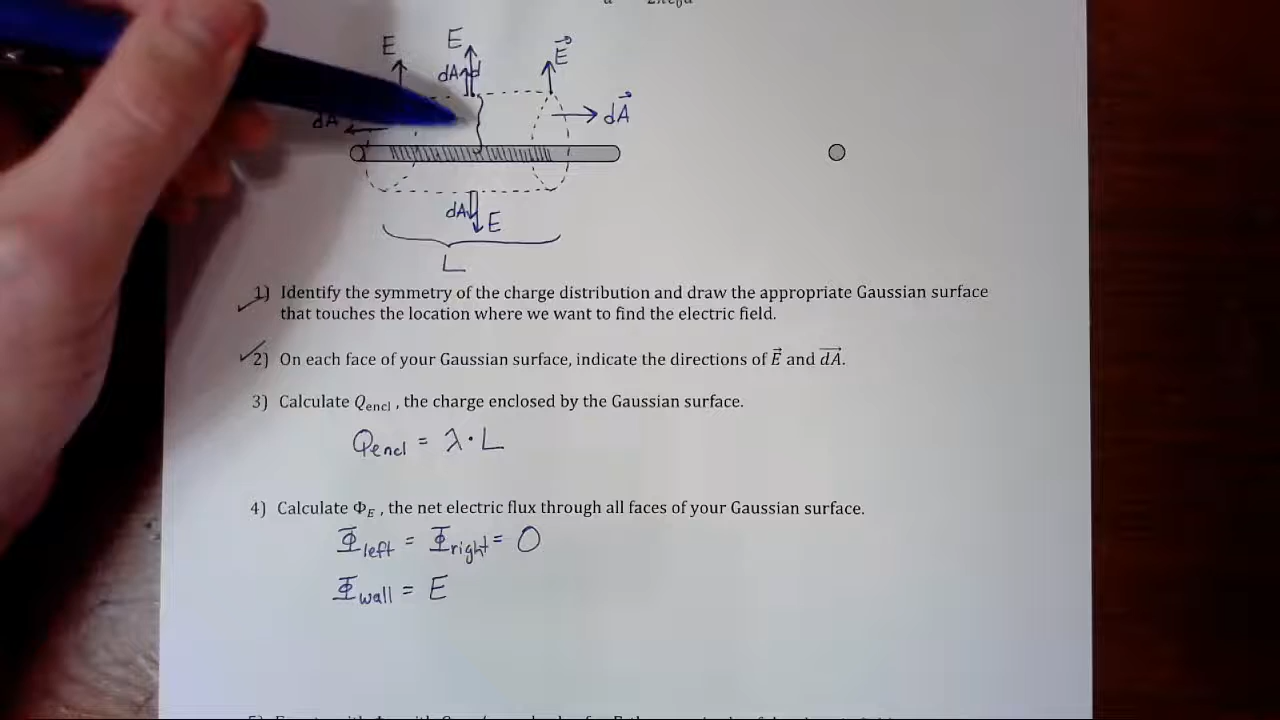 E
E
E⃗
dA
dA
dA⃗
dA
E
L
1) Identify the symmetry of the charge distribution and draw the appropriate Gaussian surface
that touches the location where we want to find the electric field.
2) On each face of your Gaussian surface, indicate the directions of E⃗ and dA⃗.
3) Calculate Qencl , the charge enclosed by the Gaussian surface.
Qencl = λ · L
4) Calculate ΦE , the net electric flux through all faces of your Gaussian surface.
Φleft = Φright = 0
Φwall = E